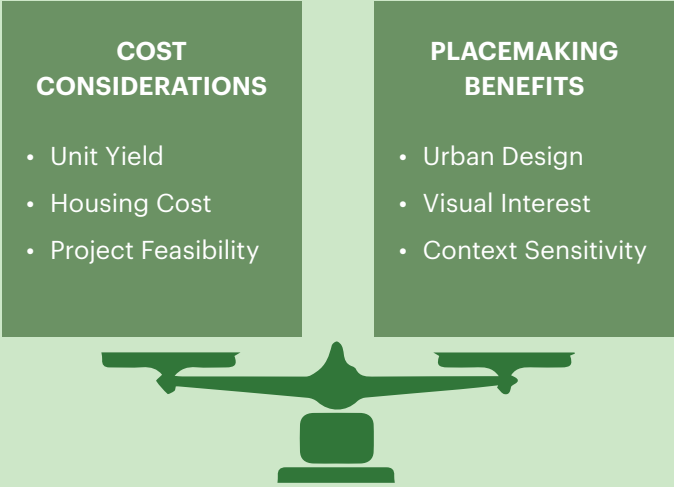 COST
CONSIDERATIONS
• Unit Yield
• Housing Cost
• Project Feasibility
PLACEMAKING
BENEFITS
• Urban Design
• Visual Interest
• Context Sensitivity